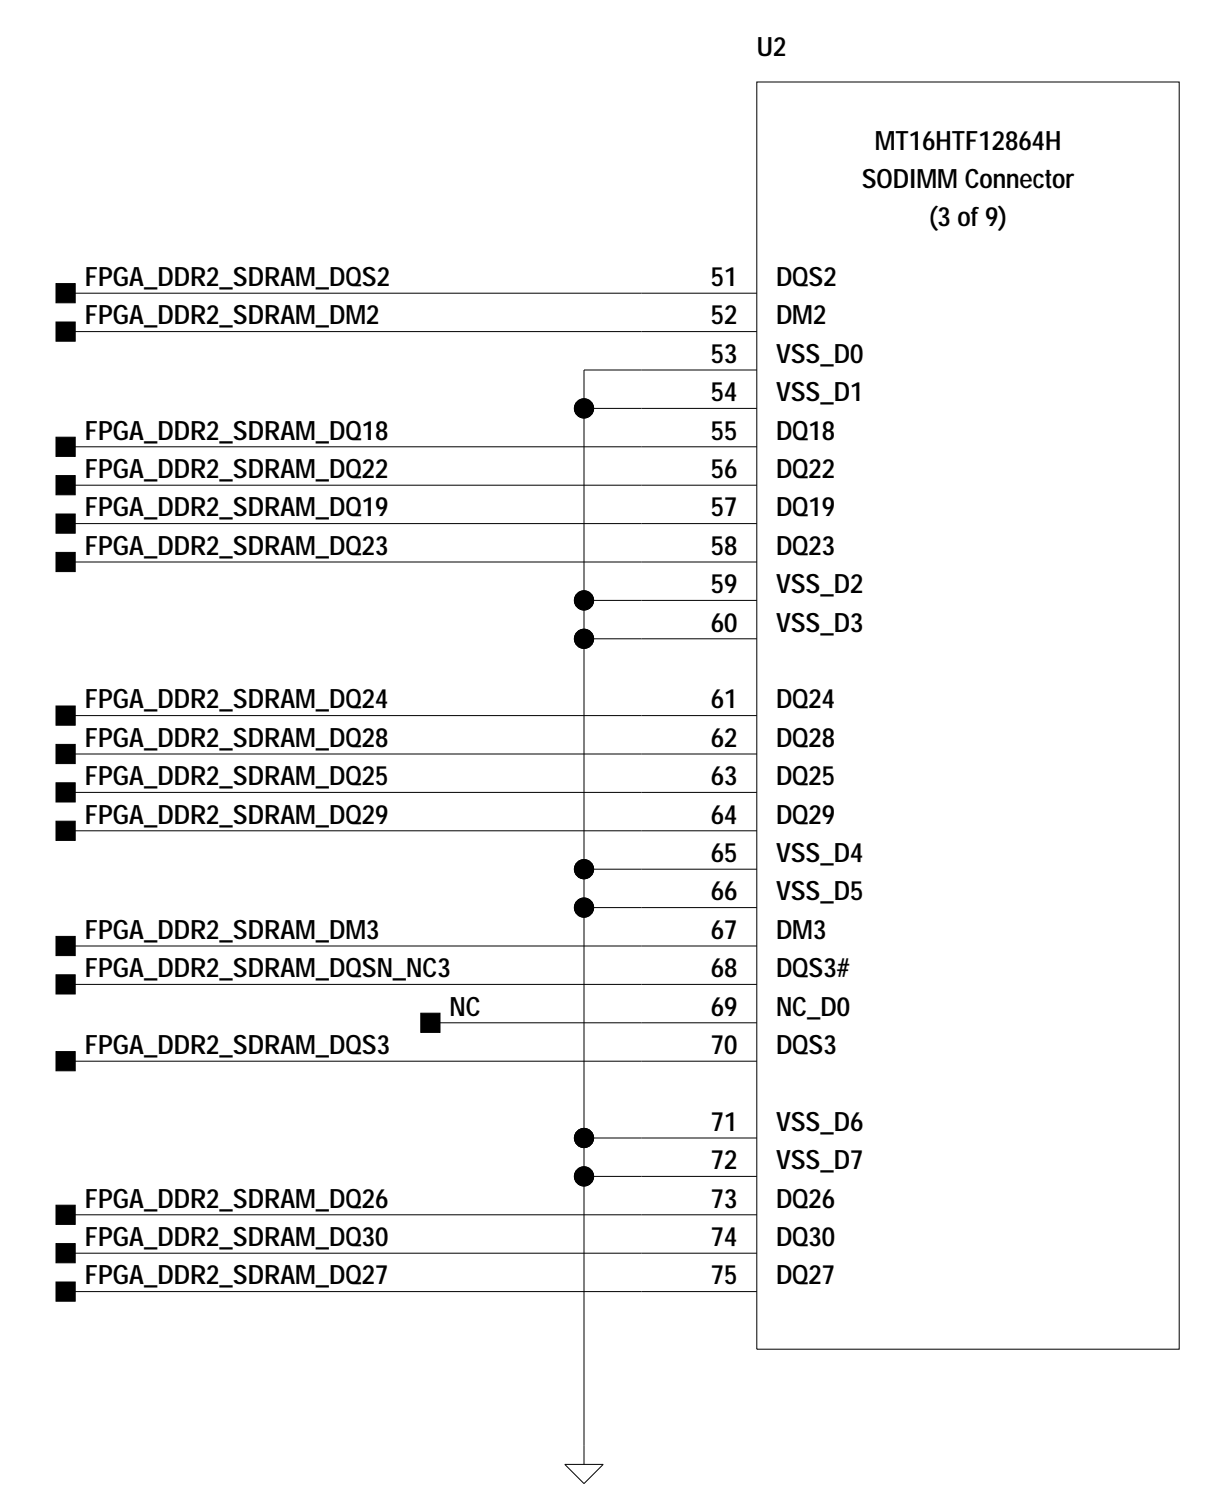 U2
MT16HTF12864H
SODIMM Connector
(3 of 9)
FPGA_DDR2_SDRAM_DQS2 51 DQS2
FPGA_DDR2_SDRAM_DM2 52 DM2
53 VSS_D0
54 VSS_D1
FPGA_DDR2_SDRAM_DQ18 55 DQ18
FPGA_DDR2_SDRAM_DQ22 56 DQ22
FPGA_DDR2_SDRAM_DQ19 57 DQ19
FPGA_DDR2_SDRAM_DQ23 58 DQ23
59 VSS_D2
60 VSS_D3
FPGA_DDR2_SDRAM_DQ24 61 DQ24
FPGA_DDR2_SDRAM_DQ28 62 DQ28
FPGA_DDR2_SDRAM_DQ25 63 DQ25
FPGA_DDR2_SDRAM_DQ29 64 DQ29
65 VSS_D4
66 VSS_D5
FPGA_DDR2_SDRAM_DM3 67 DM3
FPGA_DDR2_SDRAM_DQSN_NC3 68 DQS3#
NC 69 NC_D0
FPGA_DDR2_SDRAM_DQS3 70 DQS3
71 VSS_D6
72 VSS_D7
FPGA_DDR2_SDRAM_DQ26 73 DQ26
FPGA_DDR2_SDRAM_DQ30 74 DQ30
FPGA_DDR2_SDRAM_DQ27 75 DQ27